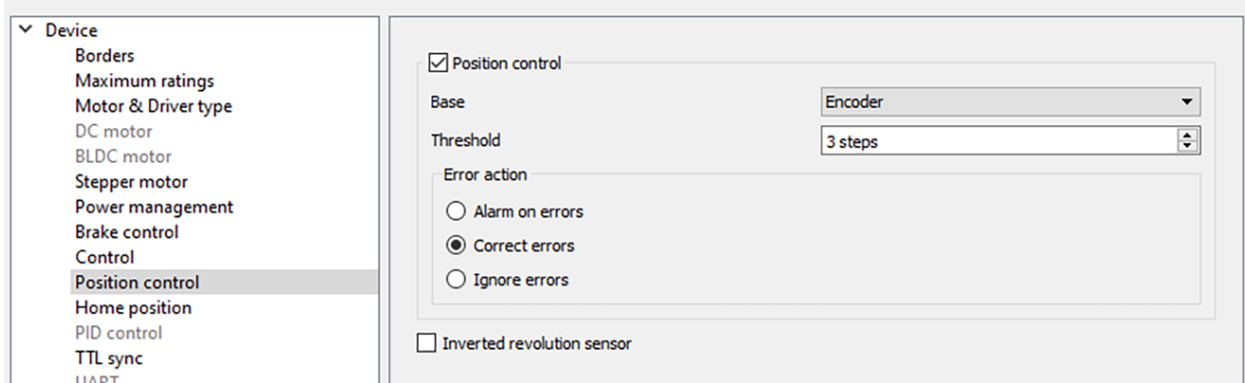 Device
Borders
Maximum ratings
Motor & Driver type
DC motor
BLDC motor
Stepper motor
Power management
Brake control
Control
Position control
Home position
PID control
TTL sync
UART
Position control
Base
Encoder
Threshold
3 steps
Error action
Alarm on errors
Correct errors
Ignore errors
Inverted revolution sensor